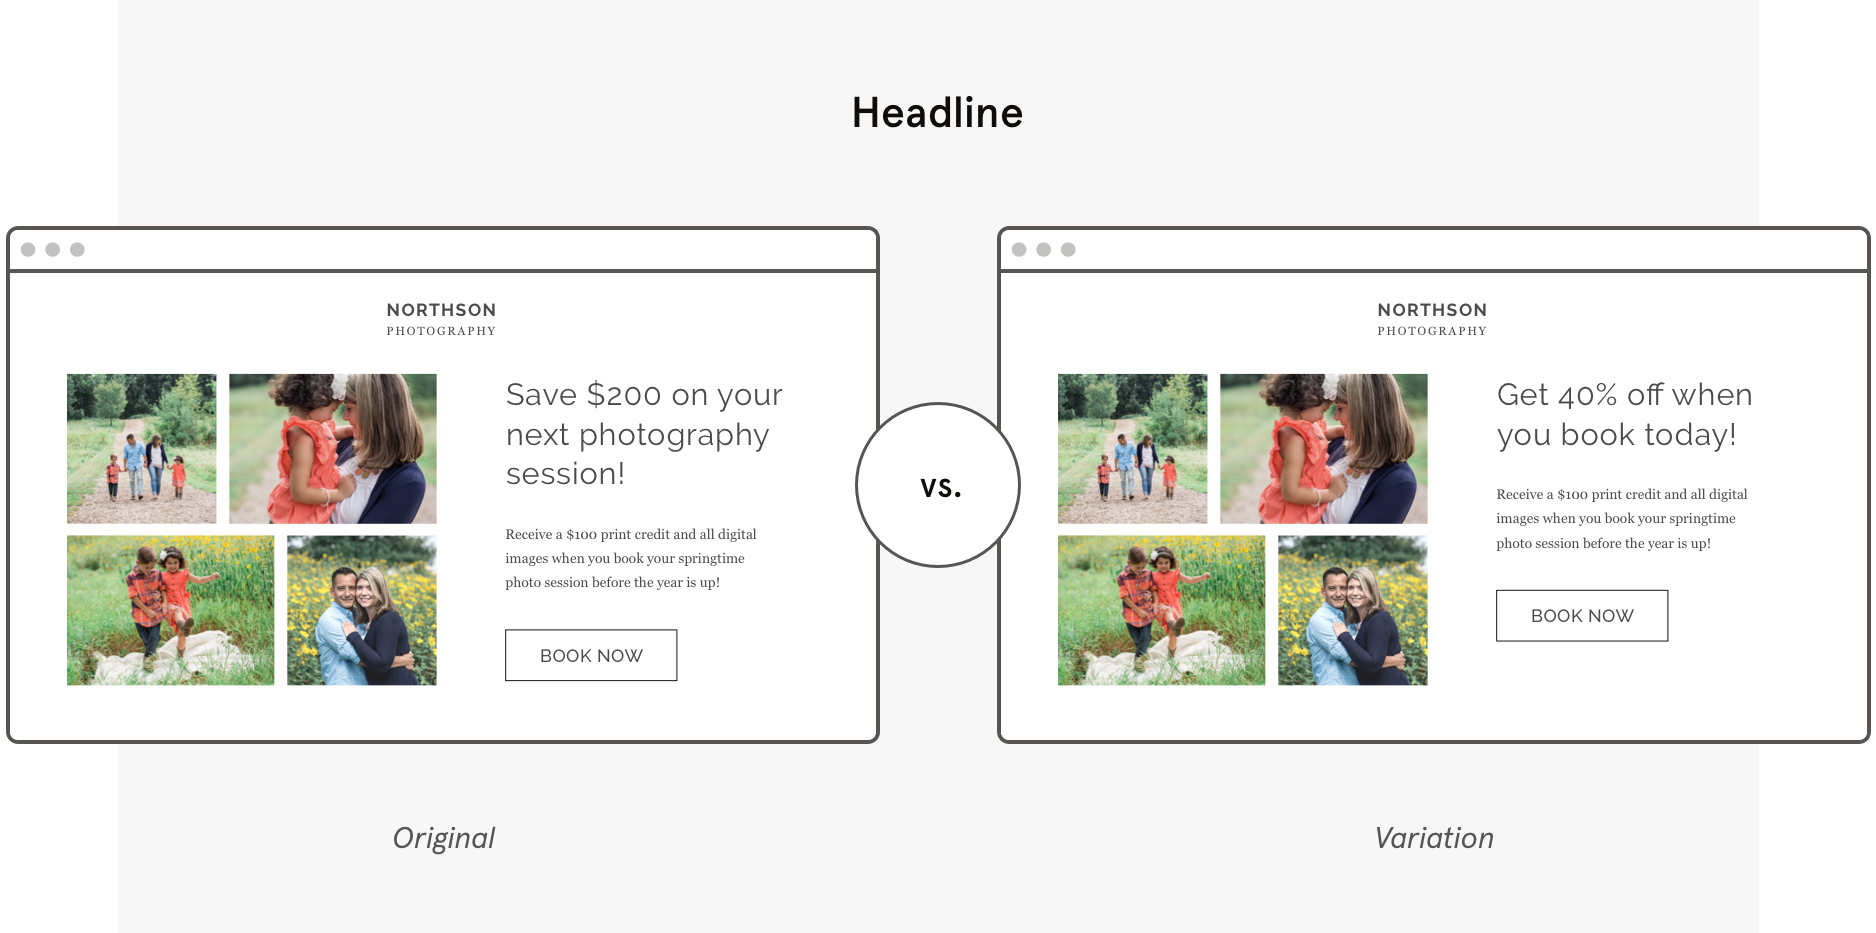 Headline
NORTHSON
PHOTOGRAPHY
Save $200 on your
next photography
session!
Receive a $100 print credit and all digital
images when you book your springtime
photo session before the year is up!
BOOK NOW
vs.
NORTHSON
PHOTOGRAPHY
Get 40% off when
you book today!
Receive a $100 print credit and all digital
images when you book your springtime
photo session before the year is up!
BOOK NOW
Original
Variation